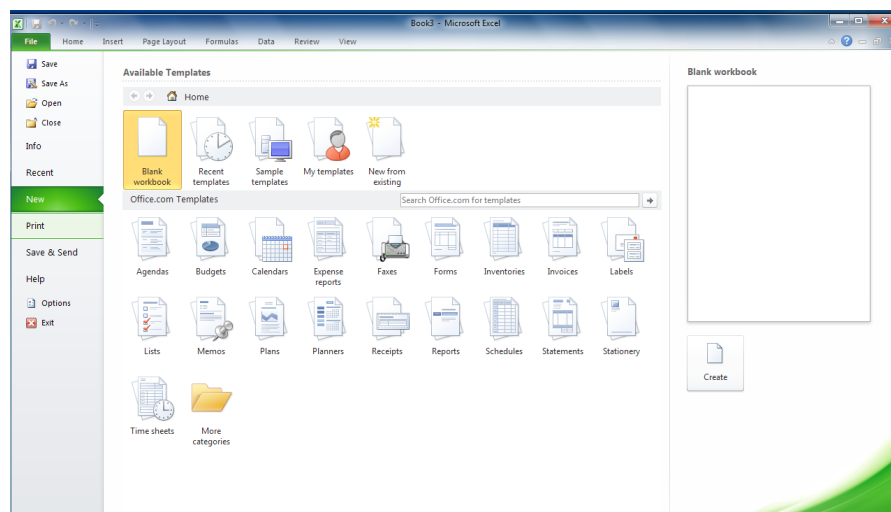 Book3 - Microsoft Excel
File Home Insert Page Layout Formulas Data Review View
Save
Save As
Open
Close
Info
Recent
New
Print
Save & Send
Help
Options
Exit
Available Templates
Home
Blank workbook
Recent templates
Sample templates
My templates
New from existing
Office.com Templates
Search Office.com for templates
Agendas
Budgets
Calendars
Expense reports
Faxes
Forms
Inventories
Invoices
Labels
Lists
Memos
Plans
Planners
Receipts
Reports
Schedules
Statements
Stationery
Time sheets
More categories
Blank workbook
Create